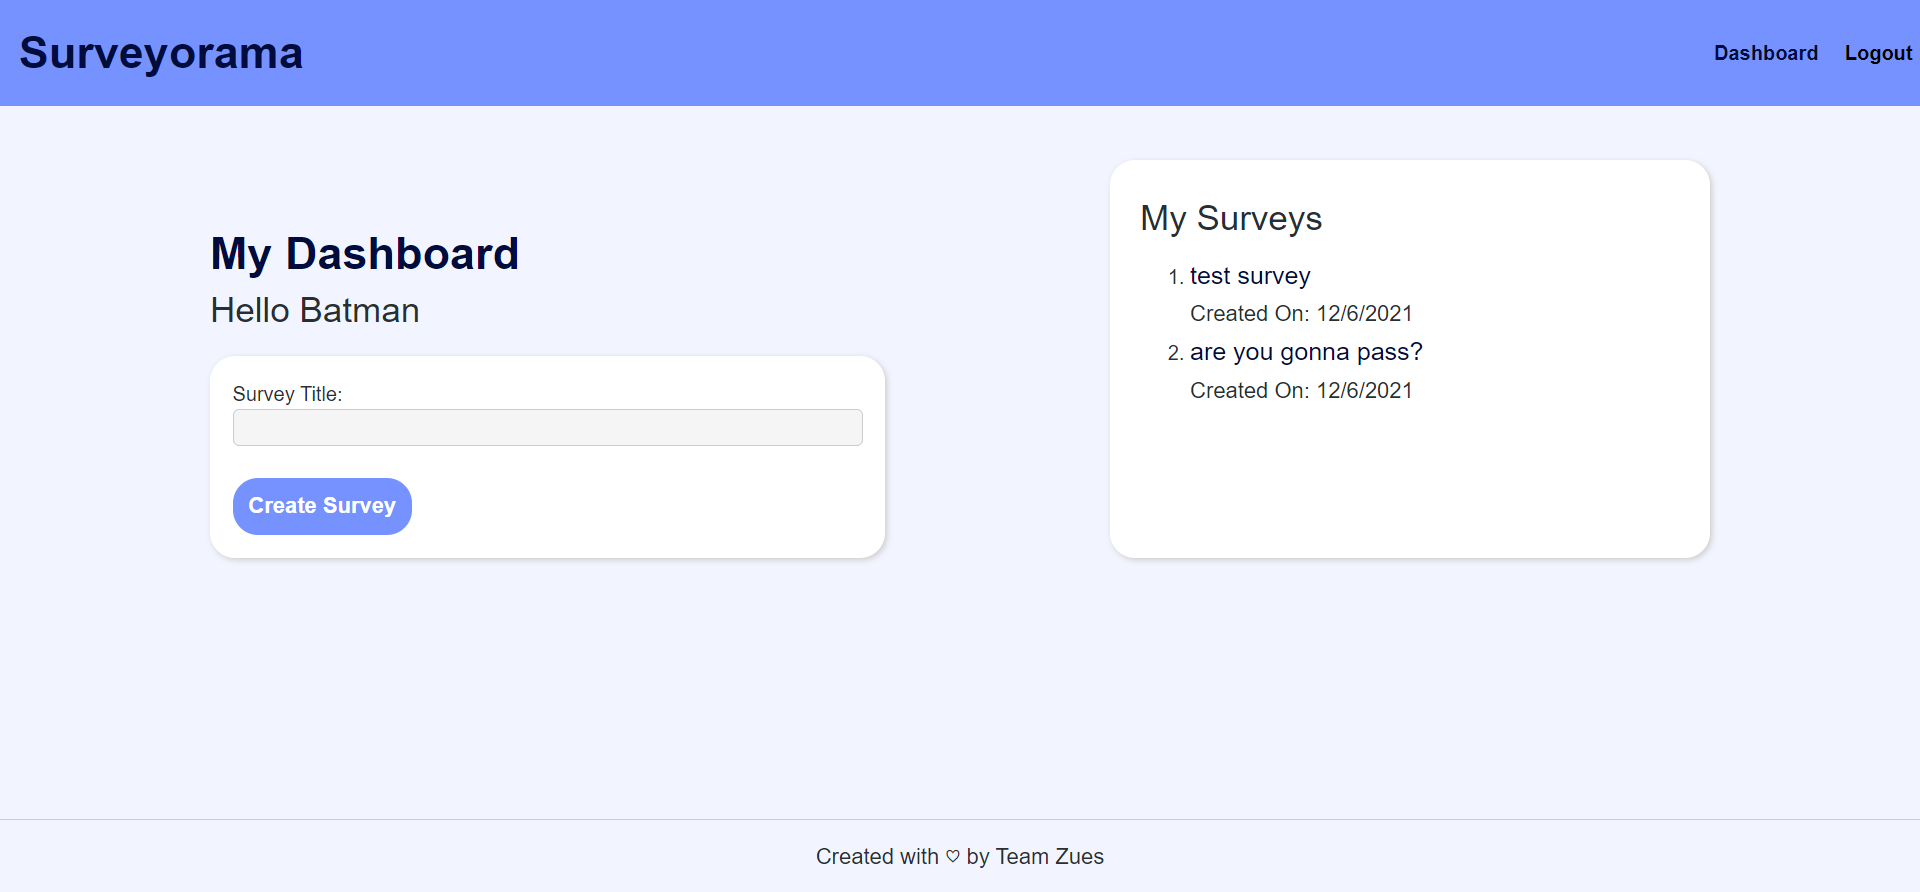 Surveyorama
Dashboard Logout
My Dashboard
Hello Batman
Survey Title:
Create Survey
My Surveys
1. test survey
Created On: 12/6/2021
2. are you gonna pass?
Created On: 12/6/2021
Created with ♡ by Team Zues